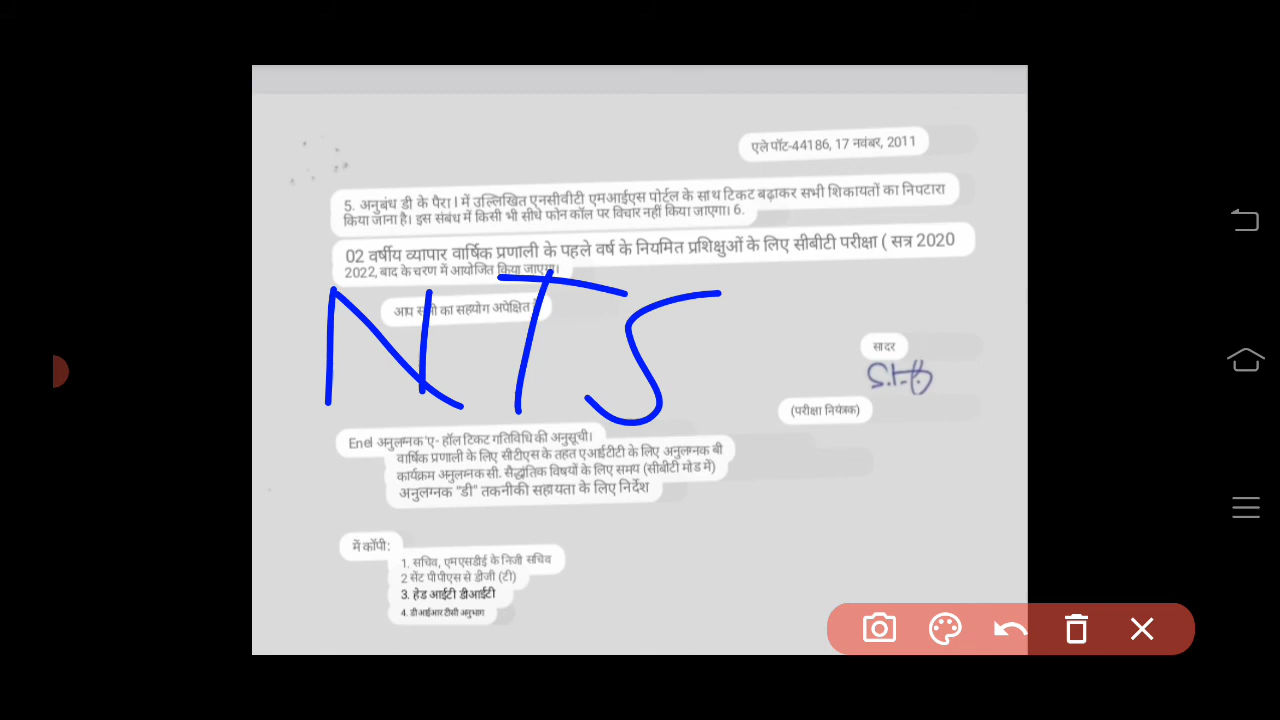 एले पॉट-44186, 17 नवंबर, 2011
5. अनुबंध डी के पैरा I में उल्लिखित एनसीवीटी एमआईएस पोर्टल के साथ टिकट बढ़ाकर सभी शिकायतों का निपटारा
किया जाना है। इस संबंध में किसी भी सीधे फोन कॉल पर विचार नहीं किया जाएगा। 6.
02 वर्षीय व्यापार वार्षिक प्रणाली के पहले वर्ष के नियमित प्रशिक्षुओं के लिए सीबीटी परीक्षा ( सत्र 2020
2022, बाद के चरण में आयोजित किया जाएगा।
आप सभी का सहयोग अपेक्षित है
NTS
सादर
(परीक्षा नियंत्रक)
Enel अनुलग्नक 'ए- हॉल टिकट गतिविधि की अनुसूची।
वार्षिक प्रणाली के लिए सीटीएस के तहत एआईटीटी के लिए अनुलग्नक बी
कार्यक्रम अनुलग्नक सी. सैद्धांतिक विषयों के लिए समय (सीबीटी मोड में)
अनुलग्नक "डी" तकनीकी सहायता के लिए निर्देश
में कॉपी:
1. सचिव, एमएसडीई के निजी सचिव
2 सेंट पीपीएस से डीजी (टी)
3. हेड आईटी डीआईटी
4. डीआईआर टीसी अनुभाग